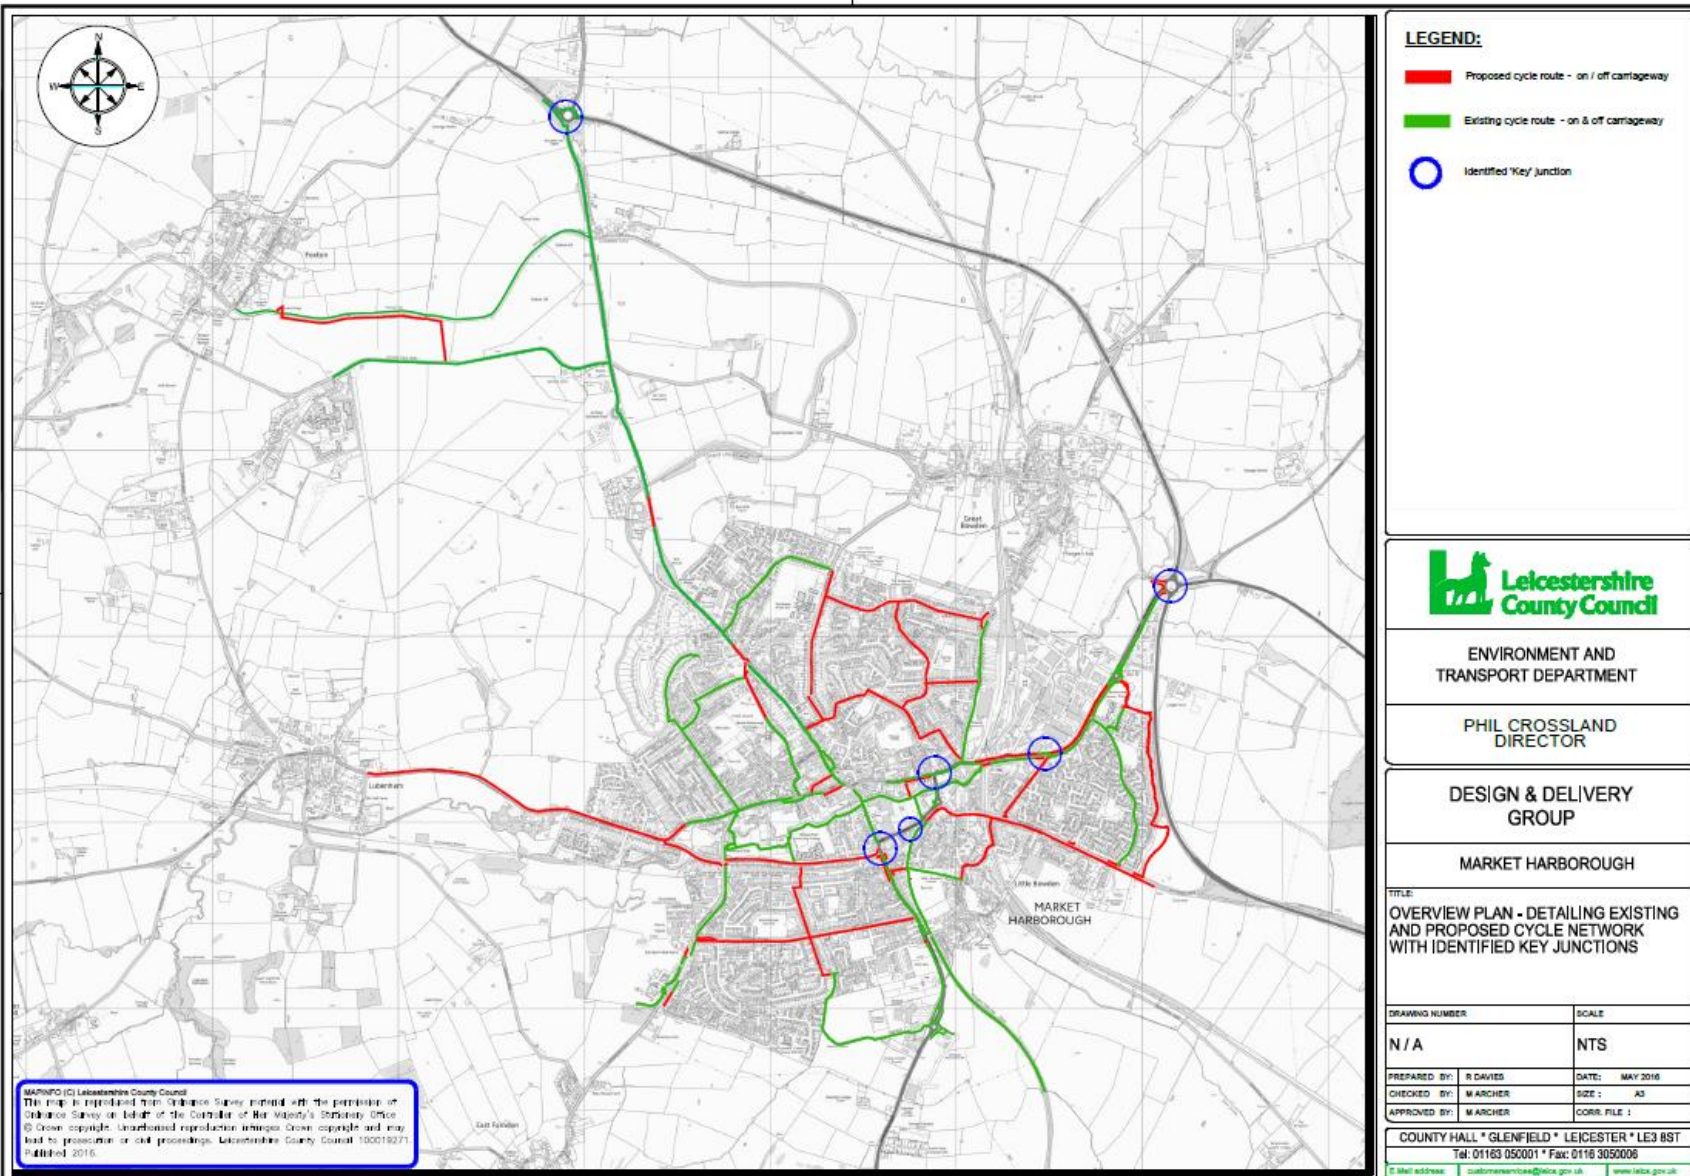 N
W
E
S
Foxton
Great
Bowden
Lubenham
Little Bowden
MARKET
HARBOROUGH
East Farndon
MAPINFO (C) Leicestershire County Council
This map is reproduced from Ordnance Survey material with the permission of
Ordnance Survey on behalf of the Controller of Her Majesty's Stationery Office
© Crown copyright. Unauthorised reproduction infringes Crown copyright and may
lead to prosecution or civil proceedings. Leicestershire County Council 100019271.
Published 2016.
LEGEND:
Proposed cycle route - on / off carriageway
Existing cycle route - on & off carriageway
Identified 'Key' junction
Leicestershire
County Council
ENVIRONMENT AND
TRANSPORT DEPARTMENT
PHIL CROSSLAND
DIRECTOR
DESIGN & DELIVERY
GROUP
MARKET HARBOROUGH
TITLE:
OVERVIEW PLAN - DETAILING EXISTING
AND PROPOSED CYCLE NETWORK
WITH IDENTIFIED KEY JUNCTIONS
DRAWING NUMBER SCALE
N / A NTS
PREPARED BY: R DAVIES DATE: MAY 2016
CHECKED BY: M ARCHER SIZE : A3
APPROVED BY: M ARCHER CORR. FILE :
COUNTY HALL * GLENFIELD * LEICESTER * LE3 8ST
Tel: 01163 050001 * Fax: 0116 3050006
E Mail address: customerservices@leics.gov.uk www.leics.gov.uk